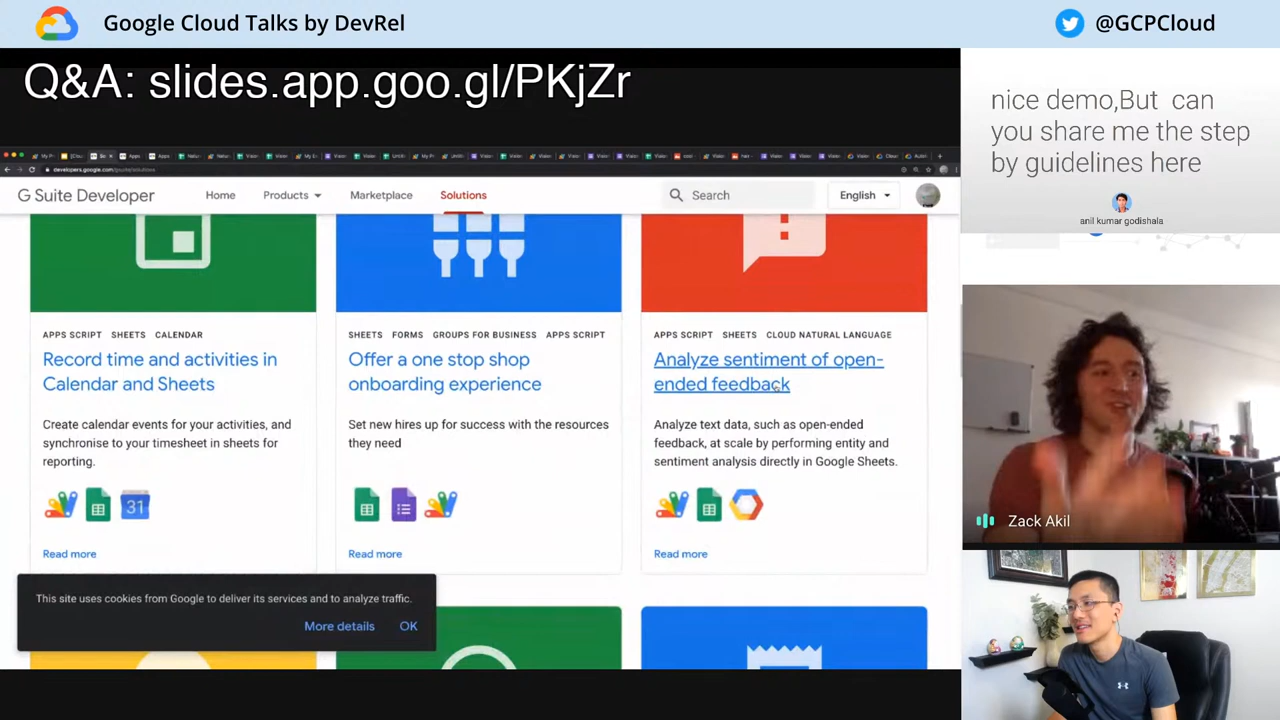 Google Cloud Talks by DevRel
@GCPCloud
Q&A: slides.app.goo.gl/PKjZr
nice demo,But can
you share me the step
by guidelines here
anil kumar godishala
G Suite Developer
Home
Products
Marketplace
Solutions
Search
English
APPS SCRIPT SHEETS CALENDAR
Record time and activities in
Calendar and Sheets
Create calendar events for your activities, and
synchronise to your timesheet in sheets for
reporting.
31
Read more
SHEETS FORMS GROUPS FOR BUSINESS APPS SCRIPT
Offer a one stop shop
onboarding experience
Set new hires up for success with the resources
they need
Read more
APPS SCRIPT SHEETS CLOUD NATURAL LANGUAGE
Analyze sentiment of open-
ended feedback
Analyze text data, such as open-ended
feedback, at scale by performing entity and
sentiment analysis directly in Google Sheets.
Read more
This site uses cookies from Google to deliver its services and to analyze traffic.
More details
OK
Zack Akil